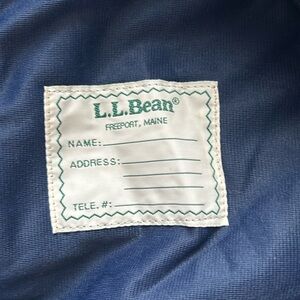 L.L.Bean®
FREEPORT, MAINE
NAME:
ADDRESS:
TELE.#: